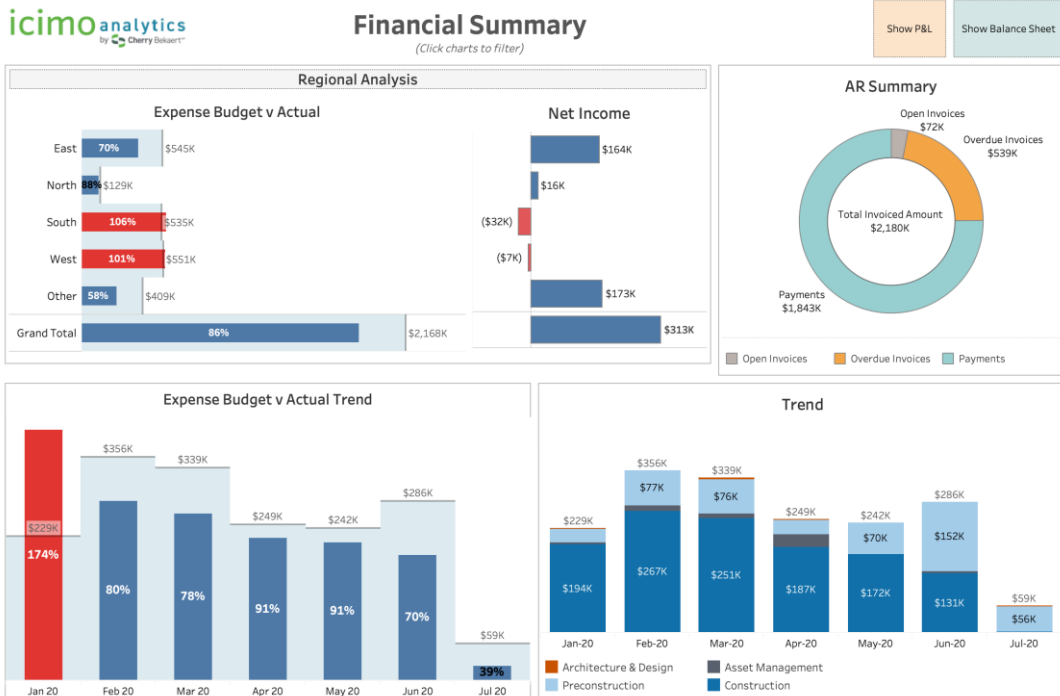 icimo analytics
by Cherry Bekaert
Financial Summary
(Click charts to filter)
Show P&L
Show Balance Sheet
Regional Analysis
Expense Budget v Actual
East
70%
$545K
North
88%
$129K
South
106%
$535K
West
101%
$551K
Other
58%
$409K
Grand Total
86%
$2,168K
Net Income
$164K
$16K
($32K)
($7K)
$173K
$313K
AR Summary
Open Invoices
$72K
Overdue Invoices
$539K
Total Invoiced Amount
$2,180K
Payments
$1,843K
Open Invoices
Overdue Invoices
Payments
Expense Budget v Actual Trend
$229K
$356K
$339K
$249K
$242K
$286K
$59K
174%
80%
78%
91%
91%
70%
39%
Jan 20
Feb 20
Mar 20
Apr 20
May 20
Jun 20
Jul 20
Trend
$229K
$356K
$339K
$249K
$242K
$286K
$59K
$77K
$76K
$70K
$152K
$56K
$194K
$267K
$251K
$187K
$172K
$131K
Jan-20
Feb-20
Mar-20
Apr-20
May-20
Jun-20
Jul-20
Architecture & Design
Asset Management
Preconstruction
Construction